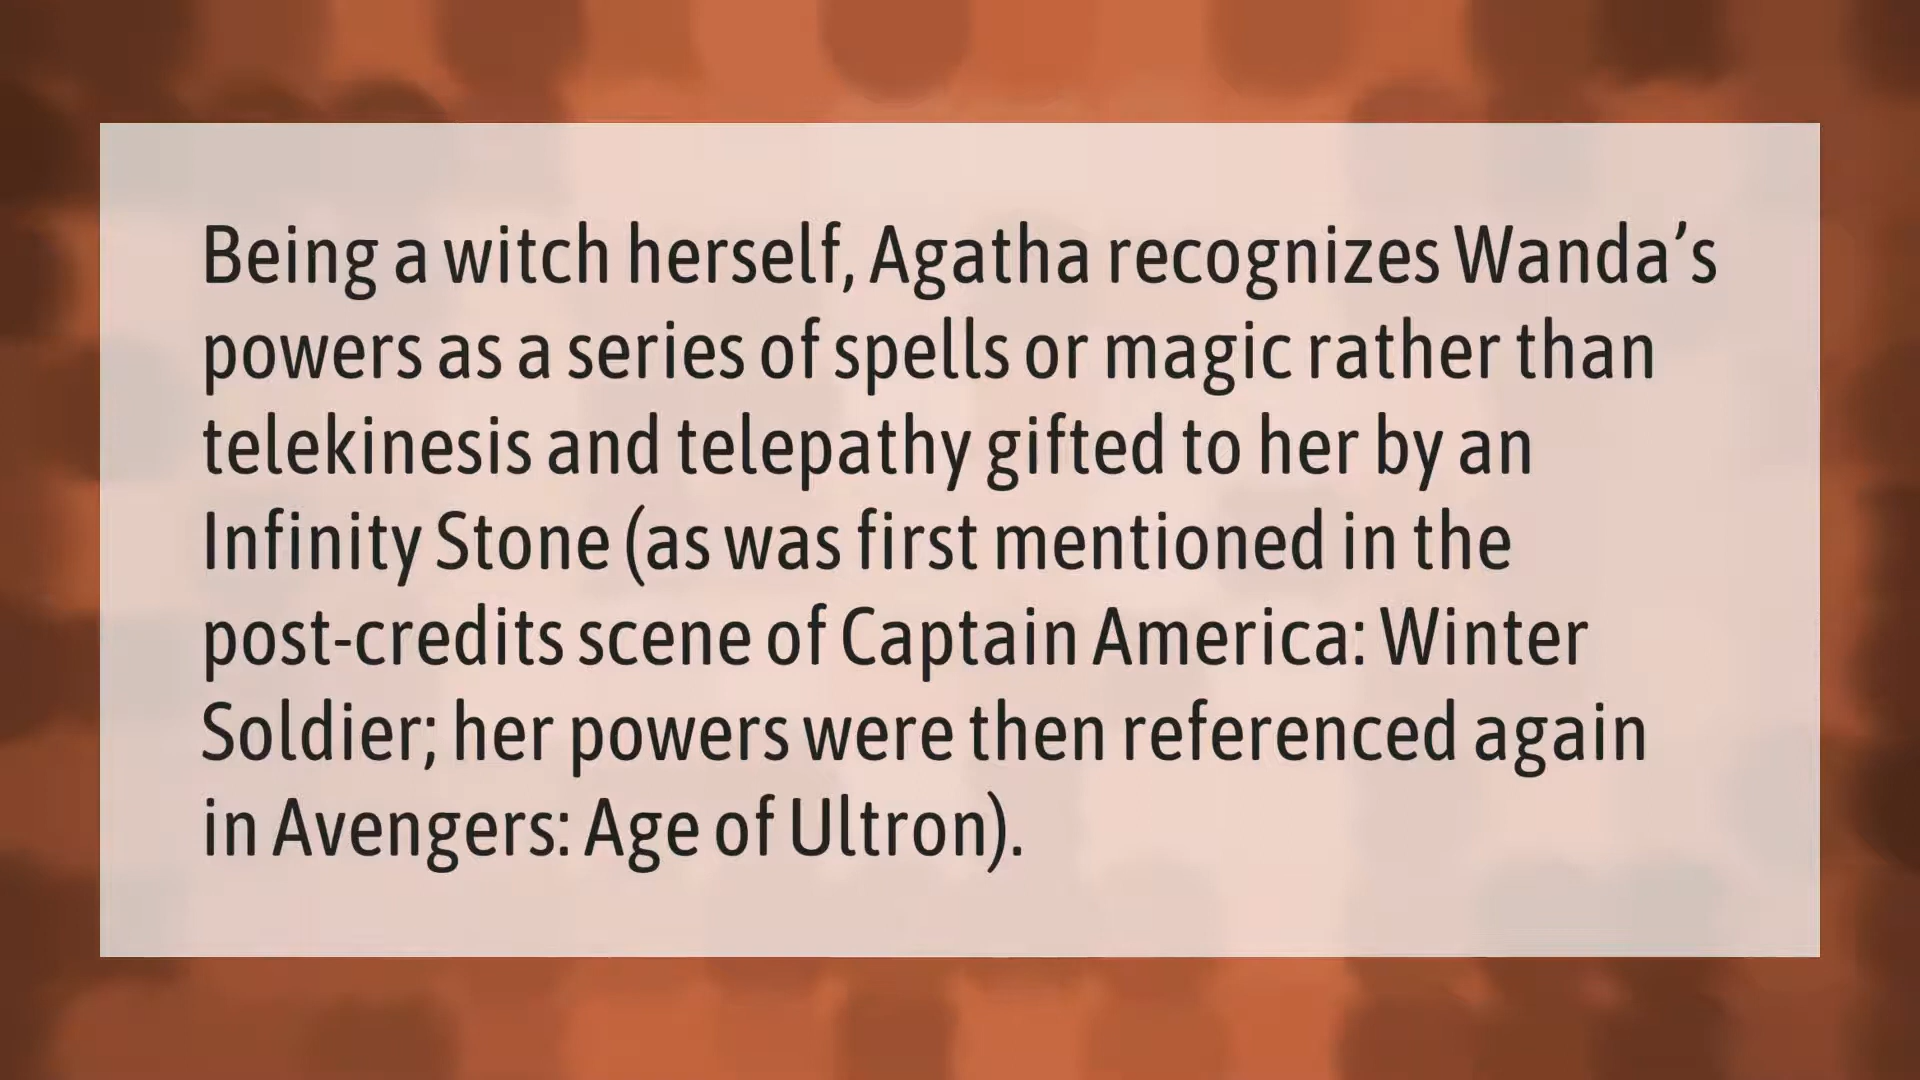 Being a witch herself, Agatha recognizes Wanda’s
powers as a series of spells or magic rather than
telekinesis and telepathy gifted to her by an
Infinity Stone (as was first mentioned in the
post-credits scene of Captain America: Winter
Soldier; her powers were then referenced again
in Avengers: Age of Ultron).